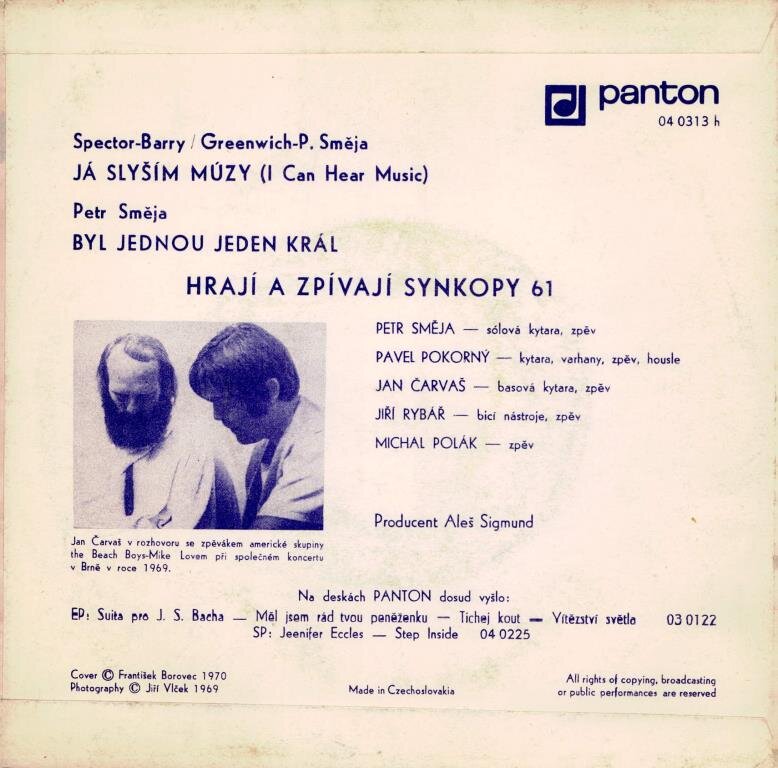 panton
04 0313 h
Spector-Barry / Greenwich-P. Směja
JÁ SLYŠÍM MÚZY (I Can Hear Music)
Petr Směja
BYL JEDNOU JEDEN KRÁL
HRAJÍ A ZPÍVAJÍ SYNKOPY 61
PETR SMĚJA — sólová kytara, zpěv
PAVEL POKORNÝ — kytara, varhany, zpěv, housle
JAN ČARVAŠ — basová kytara, zpěv
JIŘÍ RYBÁŘ — bicí nástroje, zpěv
MICHAL POLÁK — zpěv
Producent Aleš Sigmund
Jan Čarvaš v rozhovoru se zpěvákem americké skupiny
the Beach Boys-Mike Lovem při společném koncertu
v Brně v roce 1969.
Na deskách PANTON dosud vyšlo:
EP: Suita pro J. S. Bacha — Měl jsem rád tvou peněženku — Tichej kout — Vítězství světla 03 0122
SP: Jeenifer Eccles — Step Inside 04 0225
Cover © František Borovec 1970
Photography © Jiří Vlček 1969
Made in Czechoslovakia
All rights of copying, broadcasting
or public performances are reserved